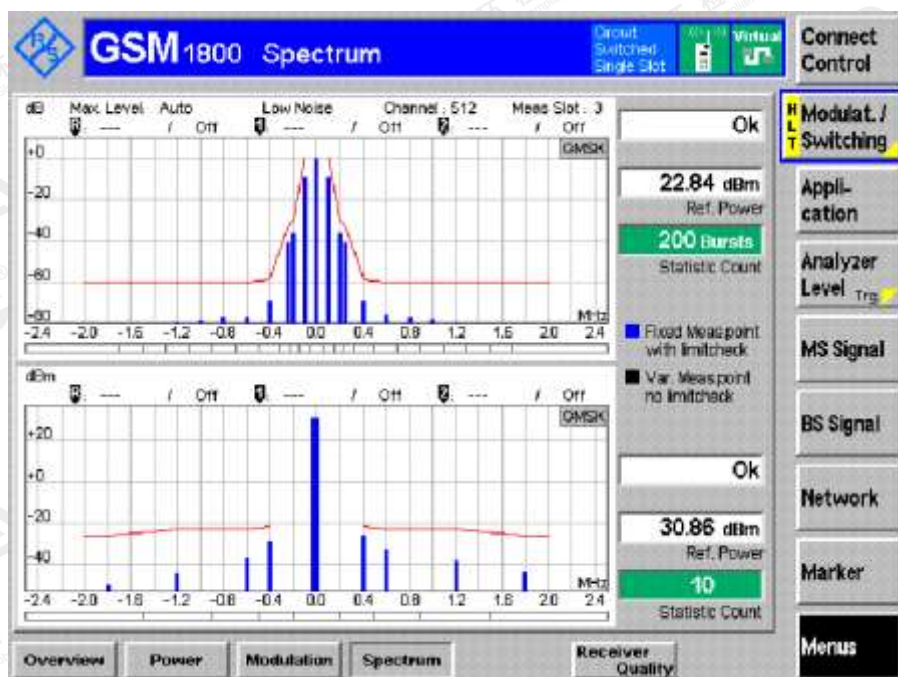 R/S
GSM 1800 Spectrum
Circuit Switched Single Slot
Virtual
Connect Control
dB Max. Level Auto Low Noise Channel : 512 Meas Slot : 3
R : --- / Off 1 : --- / Off 2 : --- / Off
GMSK
+0
-20
-40
-60
-80
MHz
-2.4 -2.0 -1.6 -1.2 -0.8 -0.4 0.0 0.4 0.8 1.2 1.6 2.0 2.4
Ok
22.84 dBm
Ref. Power
200 Bursts
Statistic Count
Fixed Meas.point
with limitcheck
Var. Meas.point
no limitcheck
dBm
R : --- / Off 1 : --- / Off 2 : --- / Off
GMSK
+20
+0
-20
-40
MHz
-2.4 -2.0 -1.6 -1.2 -0.8 -0.4 0.0 0.4 0.8 1.2 1.6 2.0 2.4
Ok
30.86 dBm
Ref. Power
10
Statistic Count
HLT
Modulat. /
Switching
Appli-
cation
Analyzer
Level Trg.
MS Signal
BS Signal
Network
Marker
Menus
Overview Power Modulation Spectrum Receiver
Quality